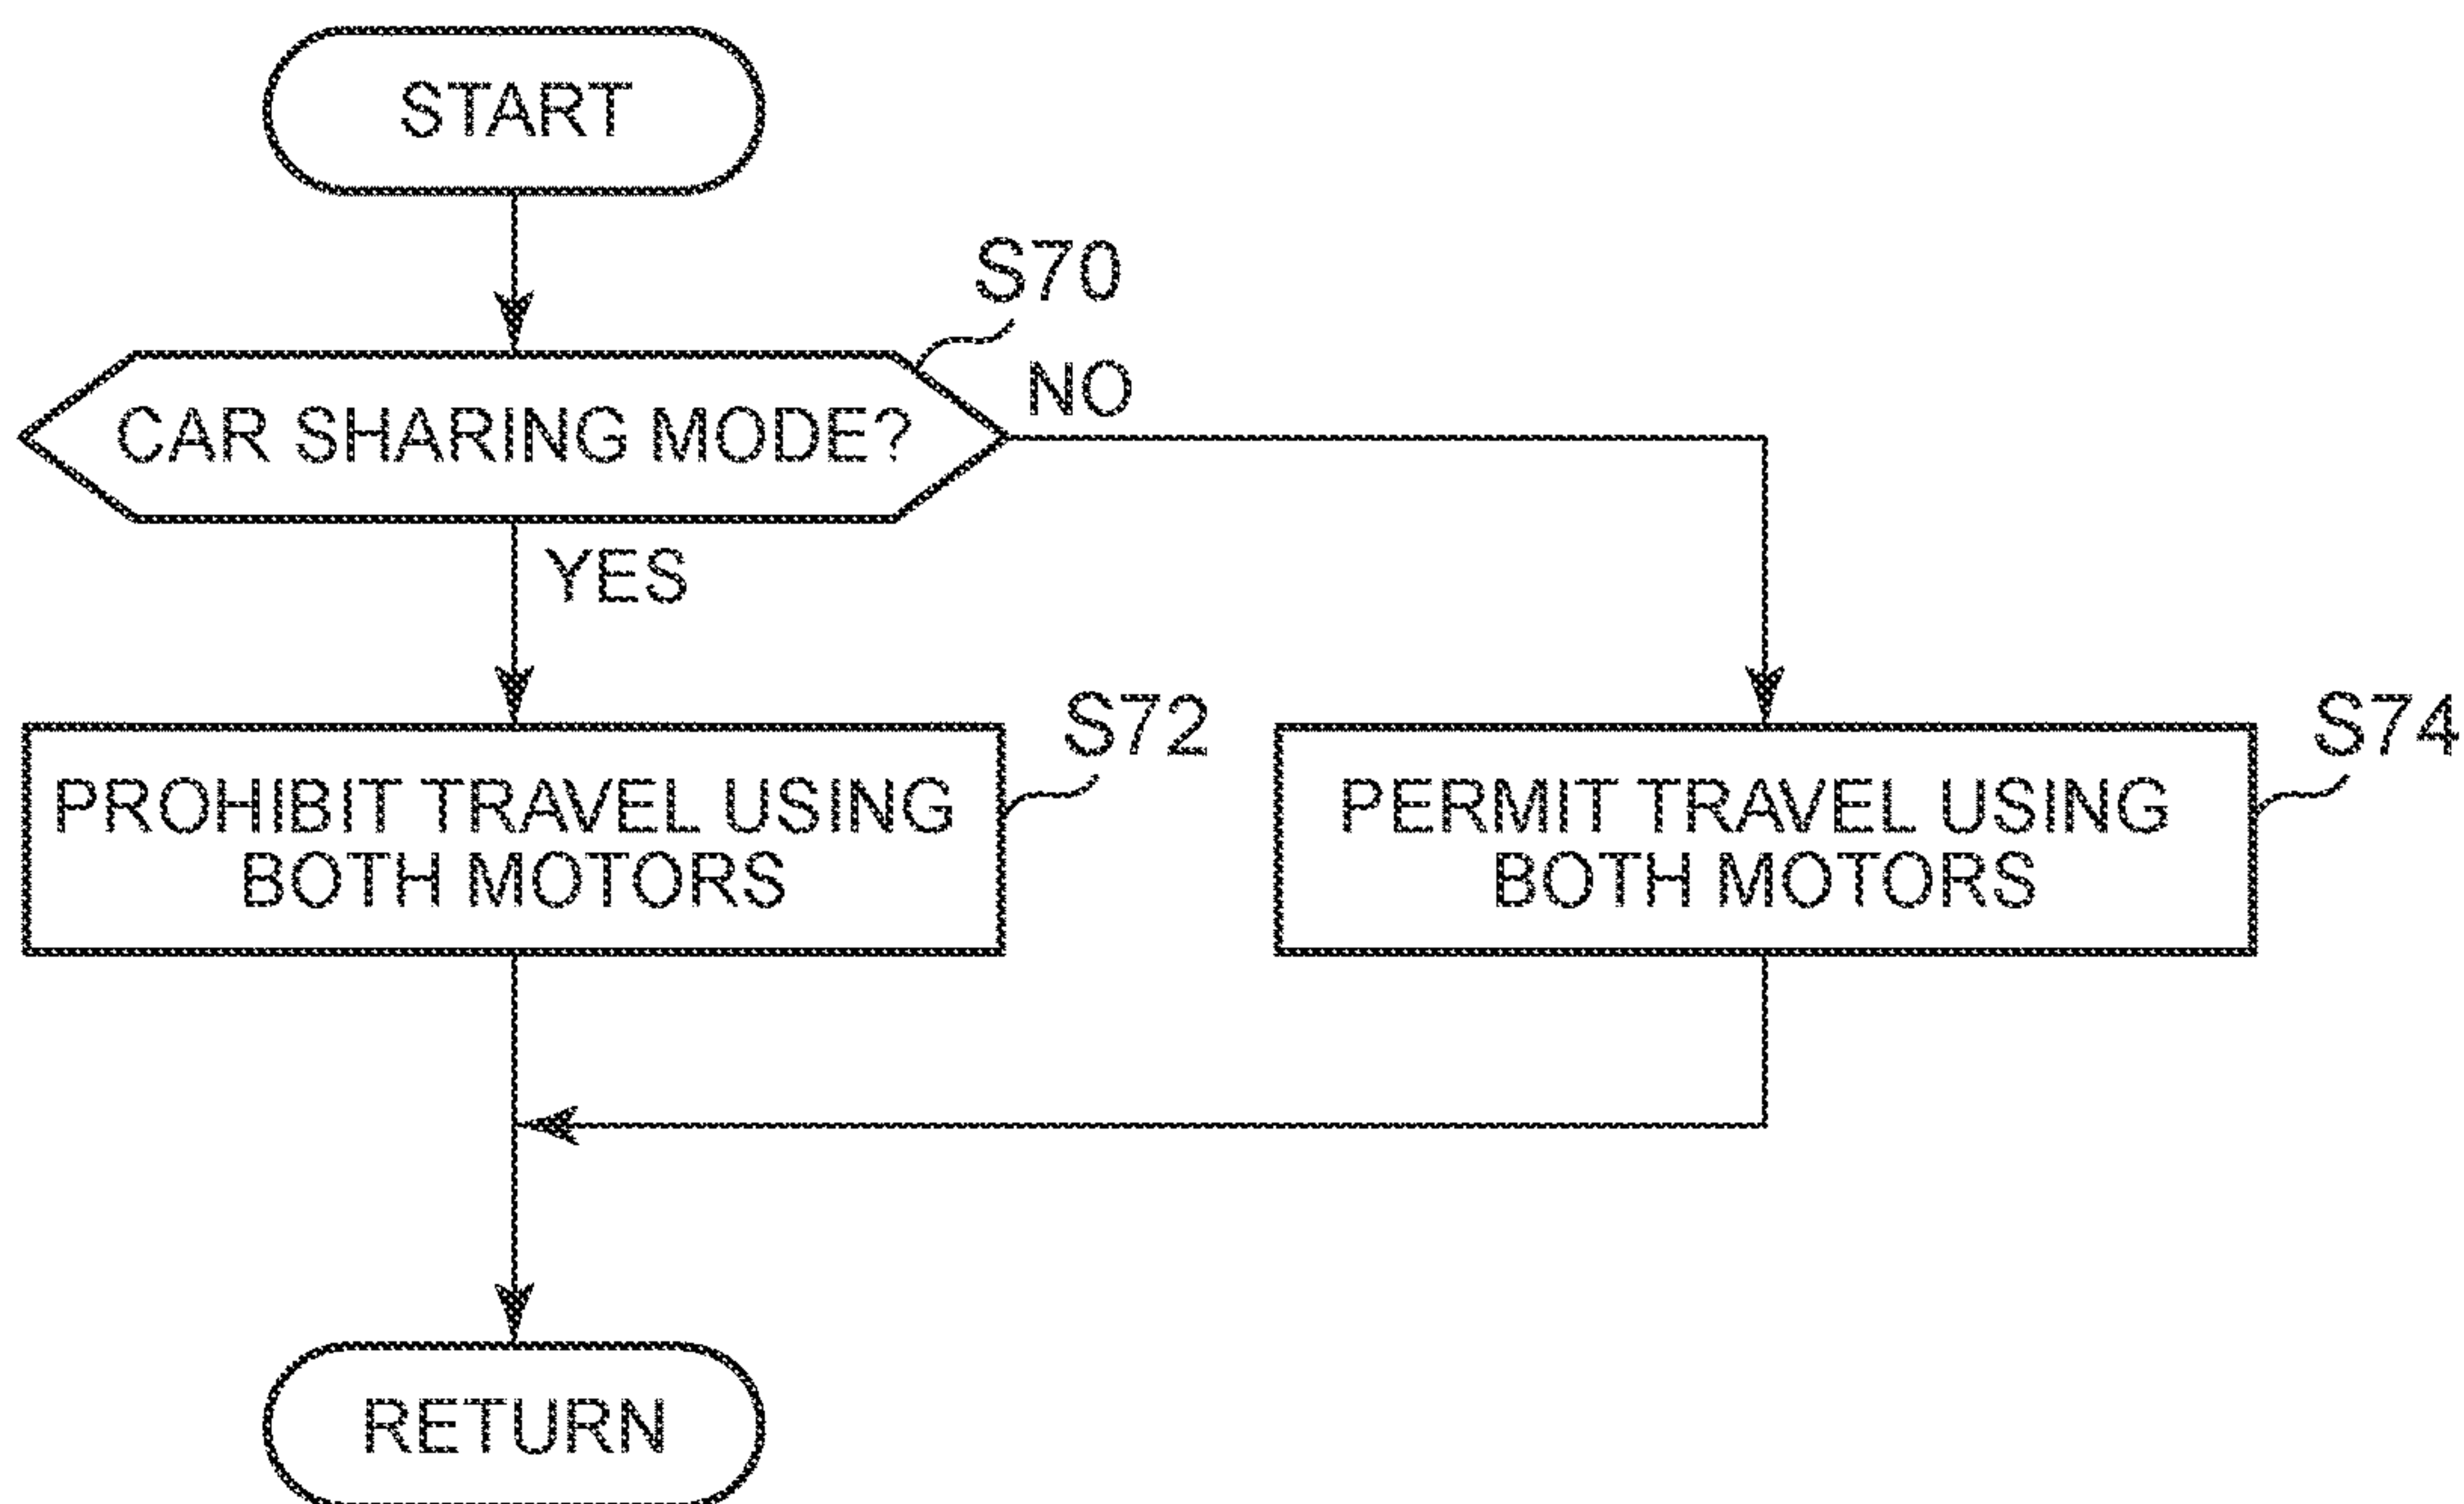 START
S70
CAR SHARING MODE?
NO
YES
S72
S74
PROHIBIT TRAVEL USING
BOTH MOTORS
PERMIT TRAVEL USING
BOTH MOTORS
RETURN